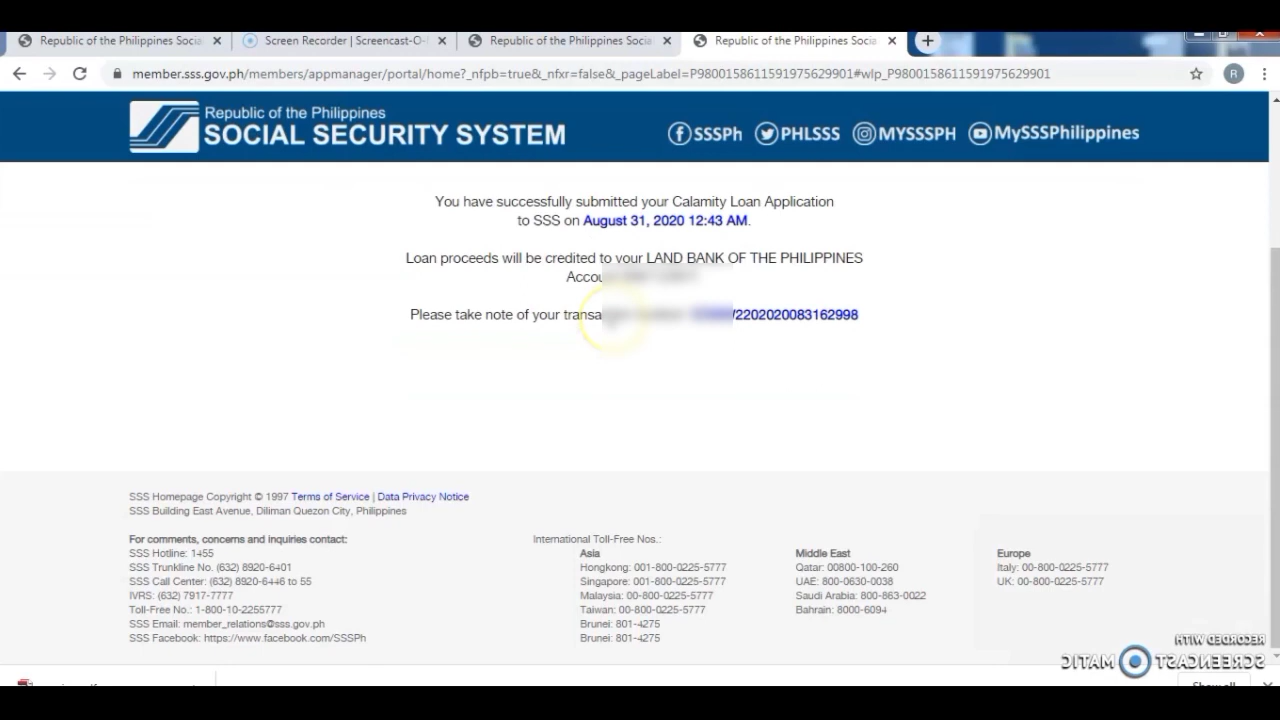 Republic of the Philippines Socia
Screen Recorder | Screencast-O-
Republic of the Philippines Socia
Republic of the Philippines Socia
member.sss.gov.ph/members/appmanager/portal/home?_nfpb=true&_nfxr=false&_pageLabel=P9800158611591975629901#wlp_P9800158611591975629901
R
Republic of the Philippines
SOCIAL SECURITY SYSTEM
SSSPh PHLSSS MYSSSPH MySSSPhilippines
You have successfully submitted your Calamity Loan Application
to SSS on August 31, 2020 12:43 AM.
Loan proceeds will be credited to your LAND BANK OF THE PHILIPPINES
Accou
Please take note of your transa /2202020083162998
SSS Homepage Copyright © 1997 Terms of Service | Data Privacy Notice
SSS Building East Avenue, Diliman Quezon City, Philippines
For comments, concerns and inquiries contact:
SSS Hotline: 1455
SSS Trunkline No. (632) 8920-6401
SSS Call Center: (632) 8920-6446 to 55
IVRS: (632) 7917-7777
Toll-Free No.: 1-800-10-2255777
SSS Email: member_relations@sss.gov.ph
SSS Facebook: https://www.facebook.com/SSSPh
International Toll-Free Nos.:
Asia
Hongkong: 001-800-0225-5777
Singapore: 001-800-0225-5777
Malaysia: 00-800-0225-5777
Taiwan: 00-800-0225-5777
Brunei: 801-4275
Brunei: 801-4275
Middle East
Qatar: 00800-100-260
UAE: 800-0630-0038
Saudi Arabia: 800-863-0022
Bahrain: 8000-6094
Europe
Italy: 00-800-0225-5777
UK: 00-800-0225-5777
RECORDED WITH
SCREENCAST MATIC
Show all